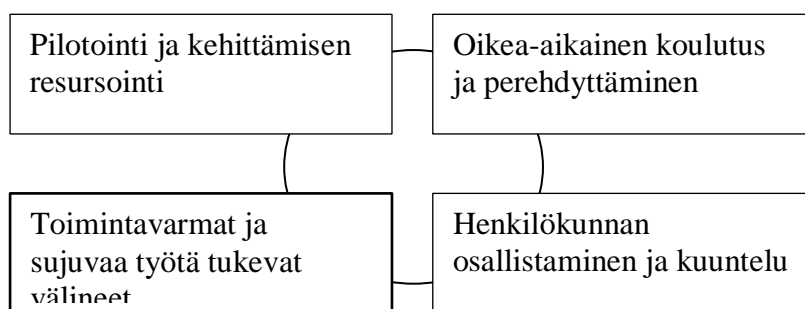 Pilotointi ja kehittämisen
resursointi
Oikea-aikainen koulutus
ja perehdyttäminen
Toimintavarmat ja
sujuvaa työtä tukevat
välineet
Henkilökunnan
osallistaminen ja kuuntelu